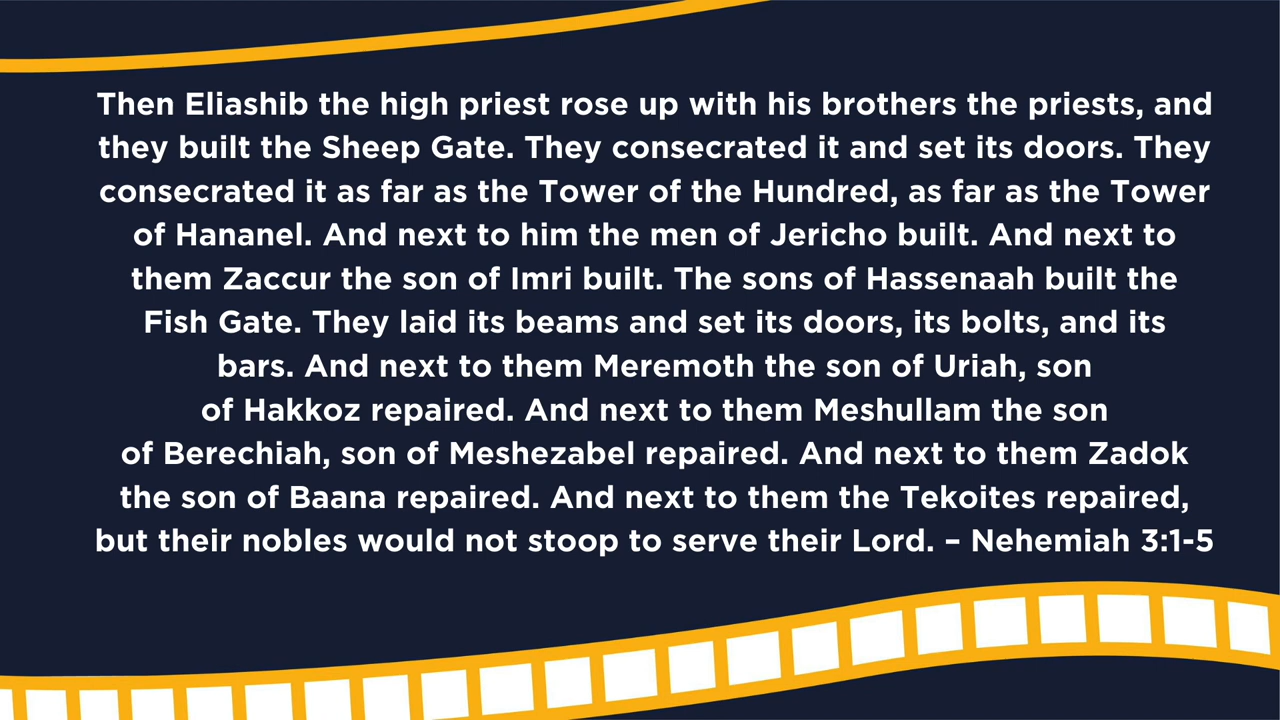 Then Eliashib the high priest rose up with his brothers the priests, and
they built the Sheep Gate. They consecrated it and set its doors. They
consecrated it as far as the Tower of the Hundred, as far as the Tower
of Hananel. And next to him the men of Jericho built. And next to
them Zaccur the son of Imri built. The sons of Hassenaah built the
Fish Gate. They laid its beams and set its doors, its bolts, and its
bars. And next to them Meremoth the son of Uriah, son
of Hakkoz repaired. And next to them Meshullam the son
of Berechiah, son of Meshezabel repaired. And next to them Zadok
the son of Baana repaired. And next to them the Tekoites repaired,
but their nobles would not stoop to serve their Lord. – Nehemiah 3:1-5